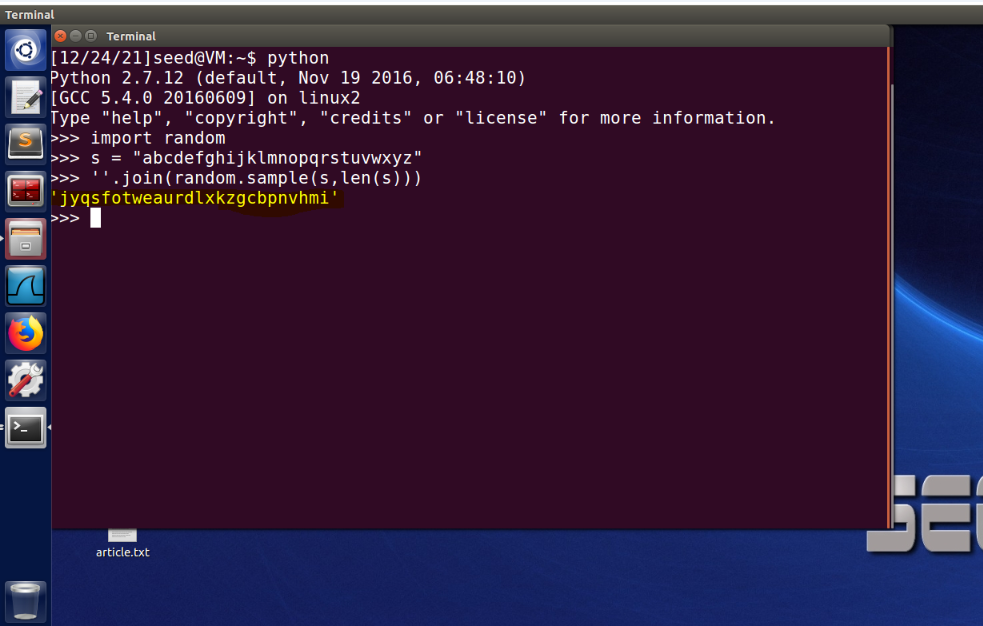 Terminal
Terminal
[12/24/21]seed@VM:~$ python
Python 2.7.12 (default, Nov 19 2016, 06:48:10)
[GCC 5.4.0 20160609] on linux2
Type "help", "copyright", "credits" or "license" for more information.
>>> import random
>>> s = "abcdefghijklmnopqrstuvwxyz"
>>> ''.join(random.sample(s,len(s)))
'jyqsfotweaurdlxkzgcbpnvhmi'
>>>
article.txt